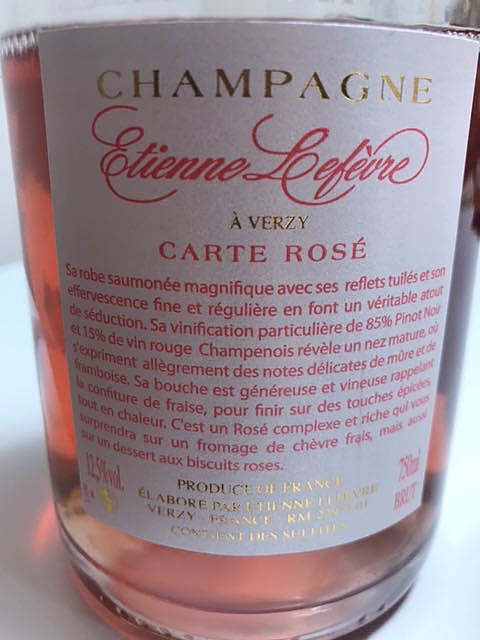 CHAMPAGNE
Etienne Lefèvre
À VERZY
CARTE ROSÉ
Sa robe saumonée magnifique avec ses reflets tuilés et son
effervescence fine et régulière en font un véritable atout
de séduction. Sa vinification particulière de 85% Pinot Noir
et 15% de vin rouge Champenois révèle un nez mature, où
s'expriment allègrement des notes délicates de mûre et de
framboise. Sa bouche est généreuse et vineuse rappelant
la confiture de fraise, pour finir sur des touches épicées,
tout en chaleur. C'est un Rosé complexe et riche qui vous
surprendra sur un fromage de chèvre frais, mais aussi
sur un dessert aux biscuits roses.
12,5%vol.
750ml
BRUT
PRODUCE OF FRANCE
ÉLABORÉ PAR ETIENNE LEFÈVRE
VERZY - FRANCE - RM
CONTIENT DES SULFITES